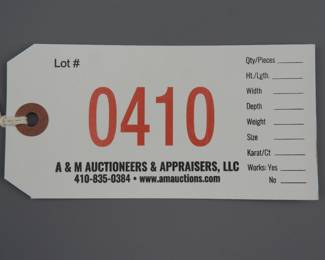 Lot #
0410
A & M AUCTIONEERS & APPRAISERS, LLC
410-835-0384 • www.amauctions.com
Qty/Pieces
Ht./Lgth.
Width
Depth
Weight
Size
Karat/Ct
Works: Yes
No